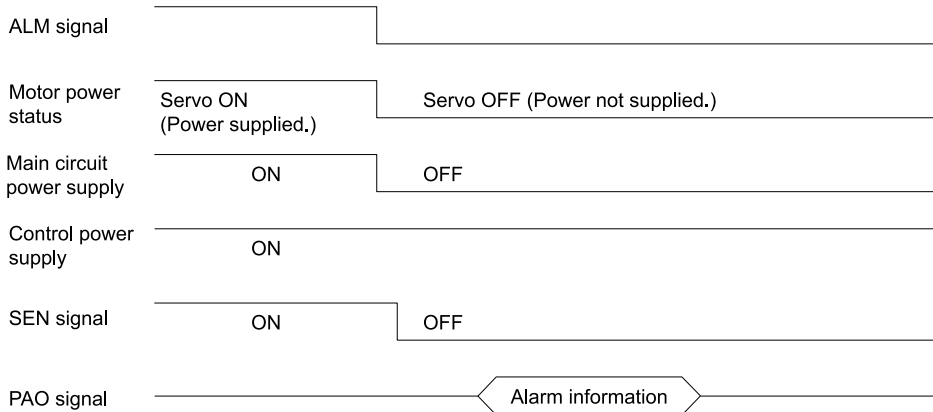 ALM signal
Motor power
status
Servo ON
(Power supplied.)
Servo OFF (Power not supplied.)
Main circuit
power supply
ON
OFF
Control power
supply
ON
SEN signal
ON
OFF
PAO signal
Alarm information